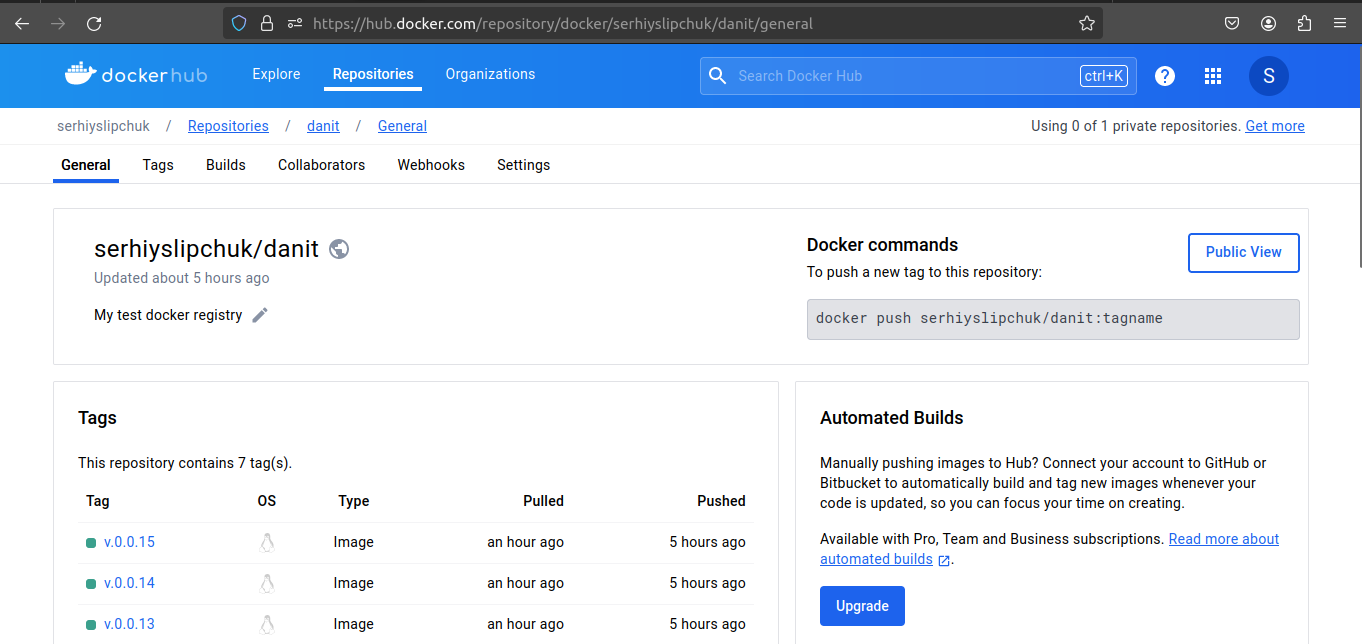 https://hub.docker.com/repository/docker/serhiyslipchuk/danit/general
dockerhub
Explore
Repositories
Organizations
Search Docker Hub
ctrl+K
?
S
serhiyslipchuk / Repositories / danit / General
Using 0 of 1 private repositories. Get more
General
Tags
Builds
Collaborators
Webhooks
Settings
serhiyslipchuk/danit
Updated about 5 hours ago
My test docker registry
Docker commands
Public View
To push a new tag to this repository:
docker push serhiyslipchuk/danit:tagname
Tags
This repository contains 7 tag(s).
Tag OS Type Pulled Pushed
v.0.0.15 Image an hour ago 5 hours ago
v.0.0.14 Image an hour ago 5 hours ago
v.0.0.13 Image an hour ago 5 hours ago
Automated Builds
Manually pushing images to Hub? Connect your account to GitHub or
Bitbucket to automatically build and tag new images whenever your
code is updated, so you can focus your time on creating.
Available with Pro, Team and Business subscriptions. Read more about
automated builds .
Upgrade